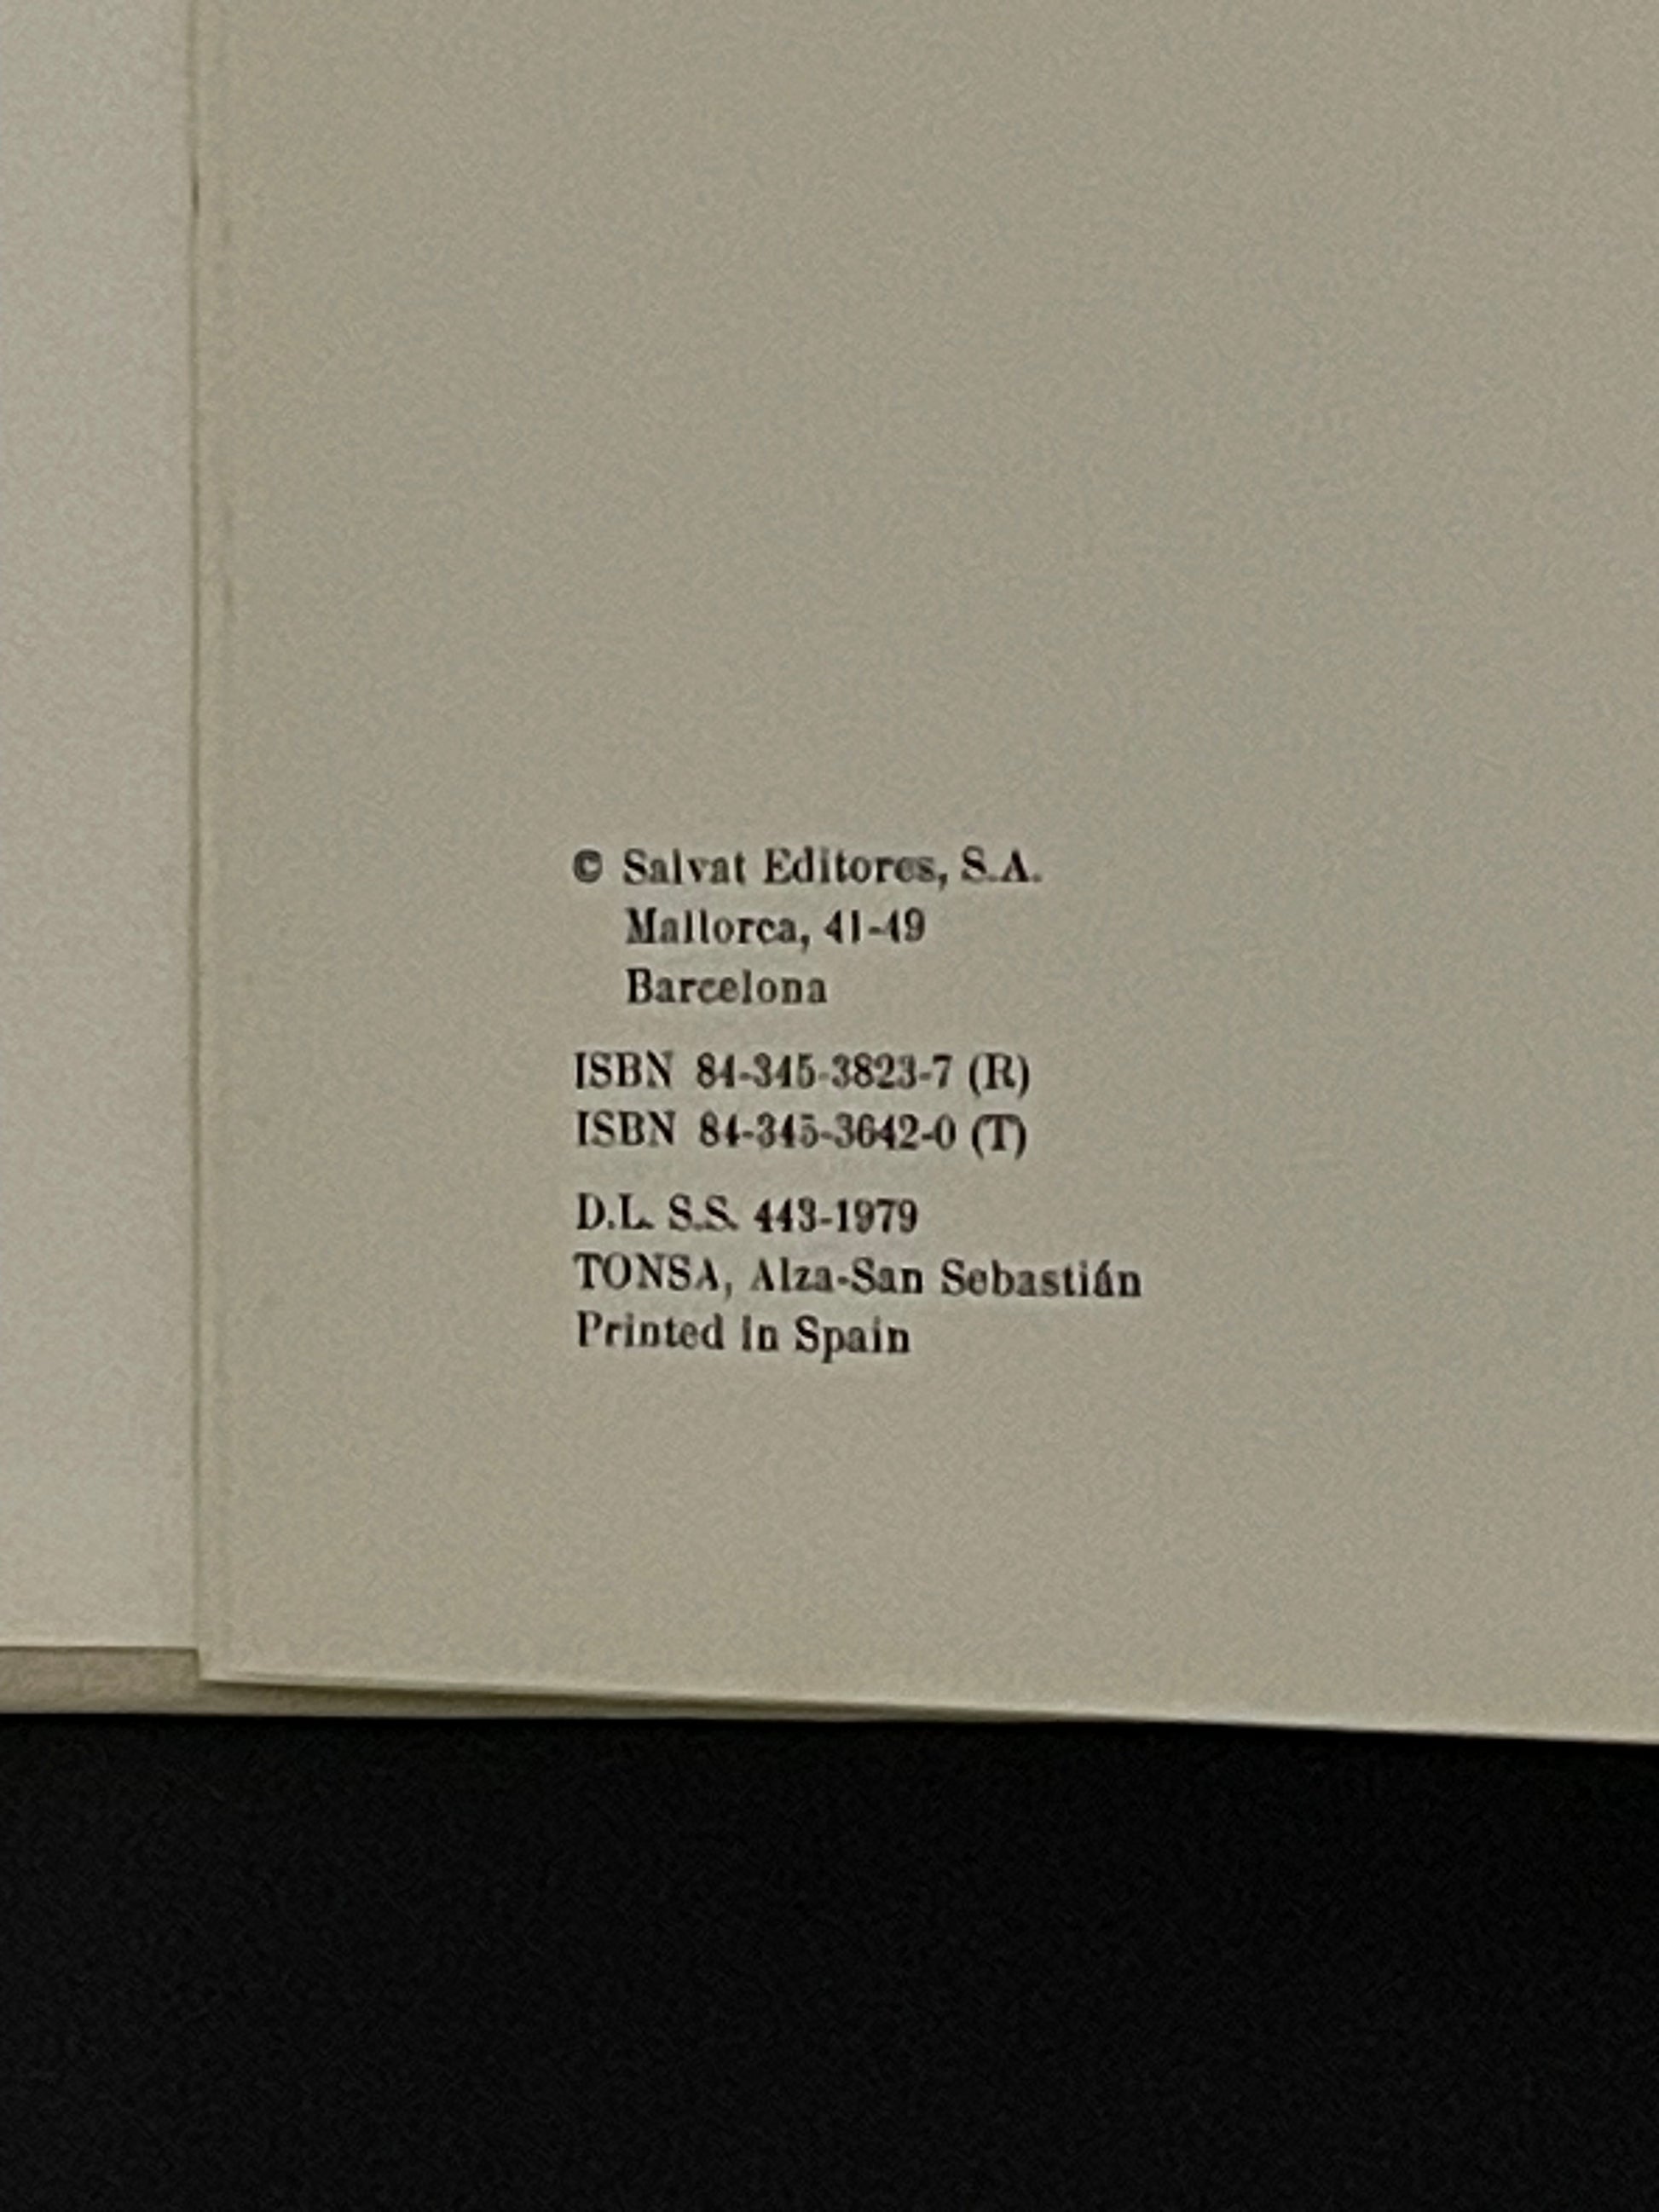 © Salvat Editores, S.A.
Mallorca, 41-49
Barcelona
ISBN 84-345-3823-7 (R)
ISBN 84-345-3642-0 (T)
D.L. S.S. 443-1979
TONSA, Alza-San Sebastián
Printed in Spain